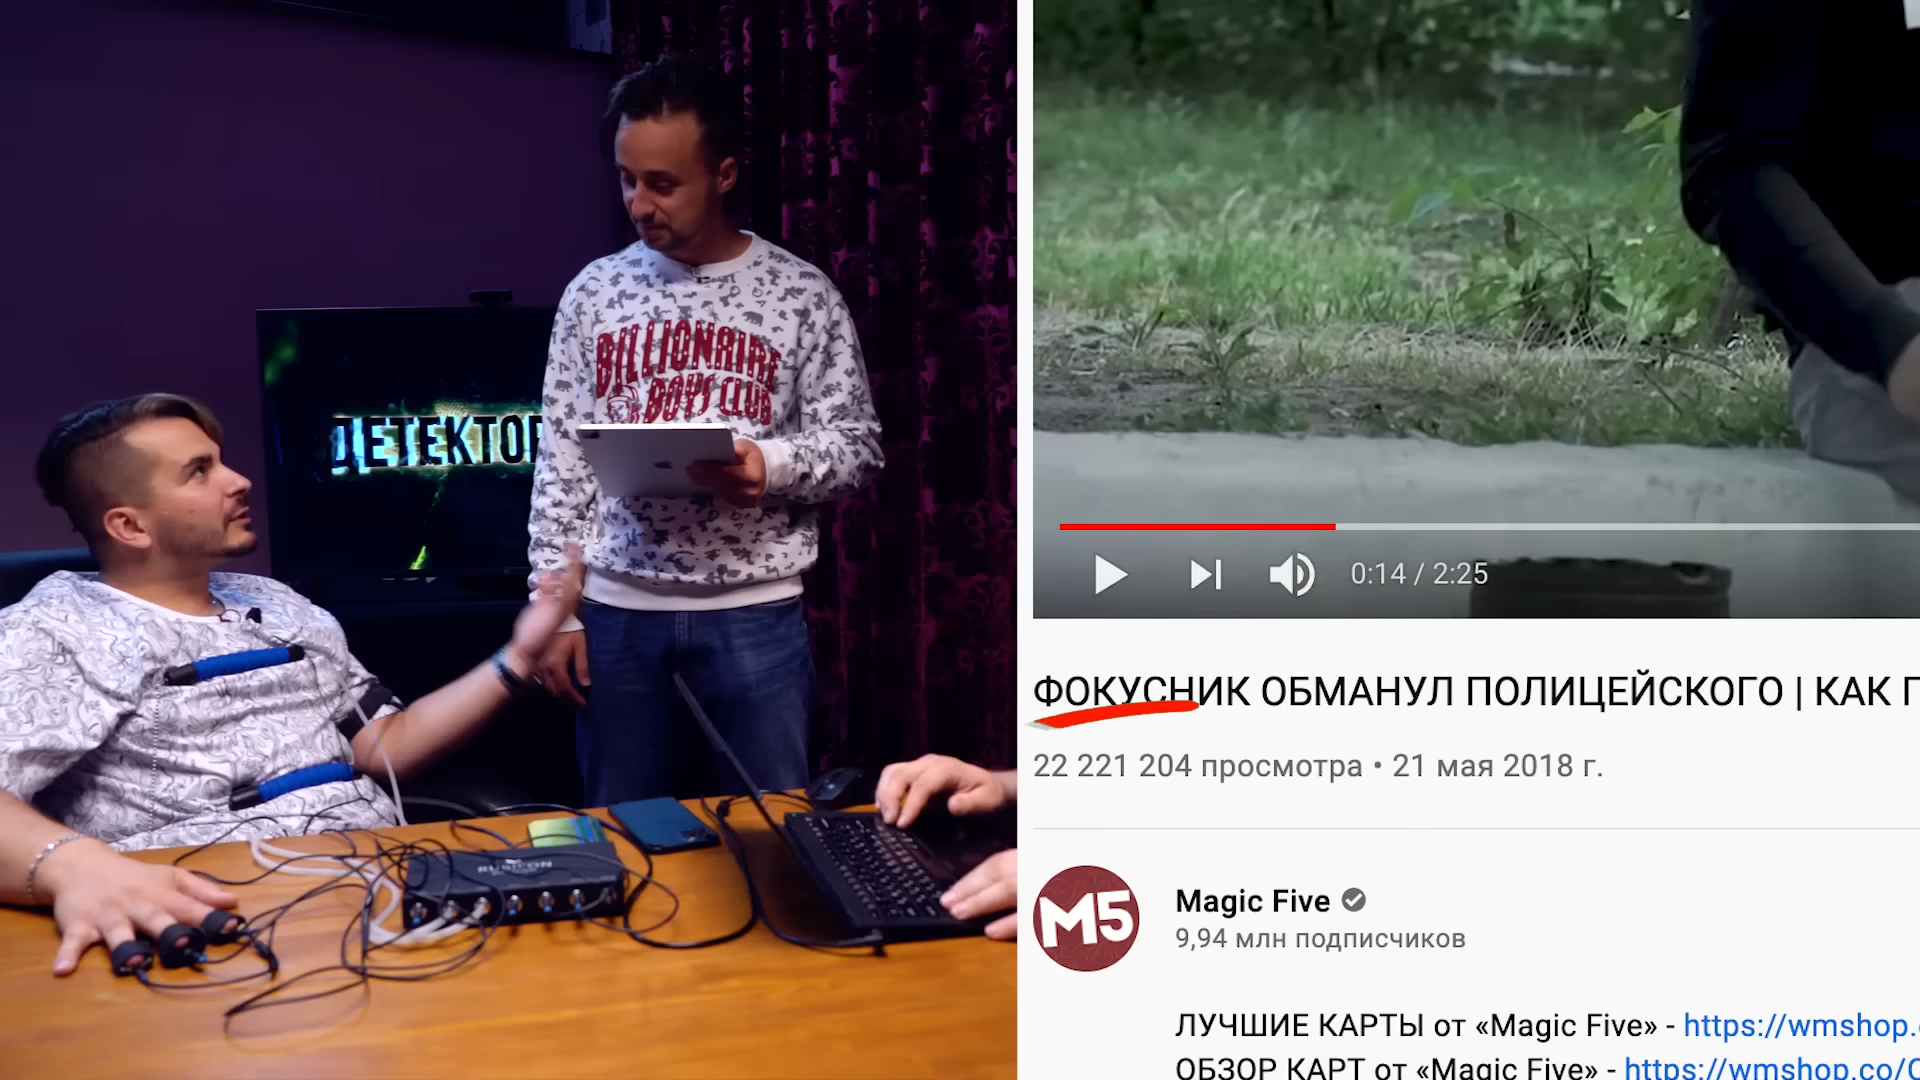 ДЕТЕКТОР
BILLIONAIRE
BOYS CLUB
RUBICON
0:14 / 2:25
ФОКУСНИК ОБМАНУЛ ПОЛИЦЕЙСКОГО | КАК Г
22 221 204 просмотра • 21 мая 2018 г.
M5
Magic Five
9,94 млн подписчиков
ЛУЧШИЕ КАРТЫ от «Magic Five» - https://wmshop.
ОБЗОР КАРТ от «Magic Five» - https://wmshop.co/